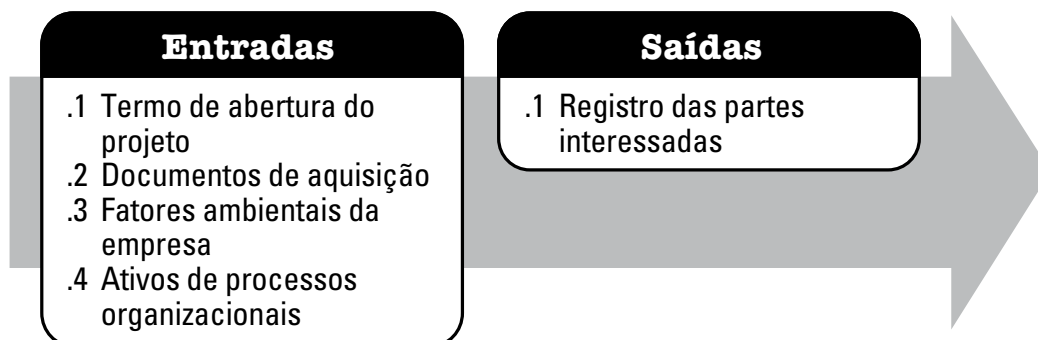 Entradas
.1 Termo de abertura do
projeto
.2 Documentos de aquisição
.3 Fatores ambientais da
empresa
.4 Ativos de processos
organizacionais
Saídas
.1 Registro das partes
interessadas